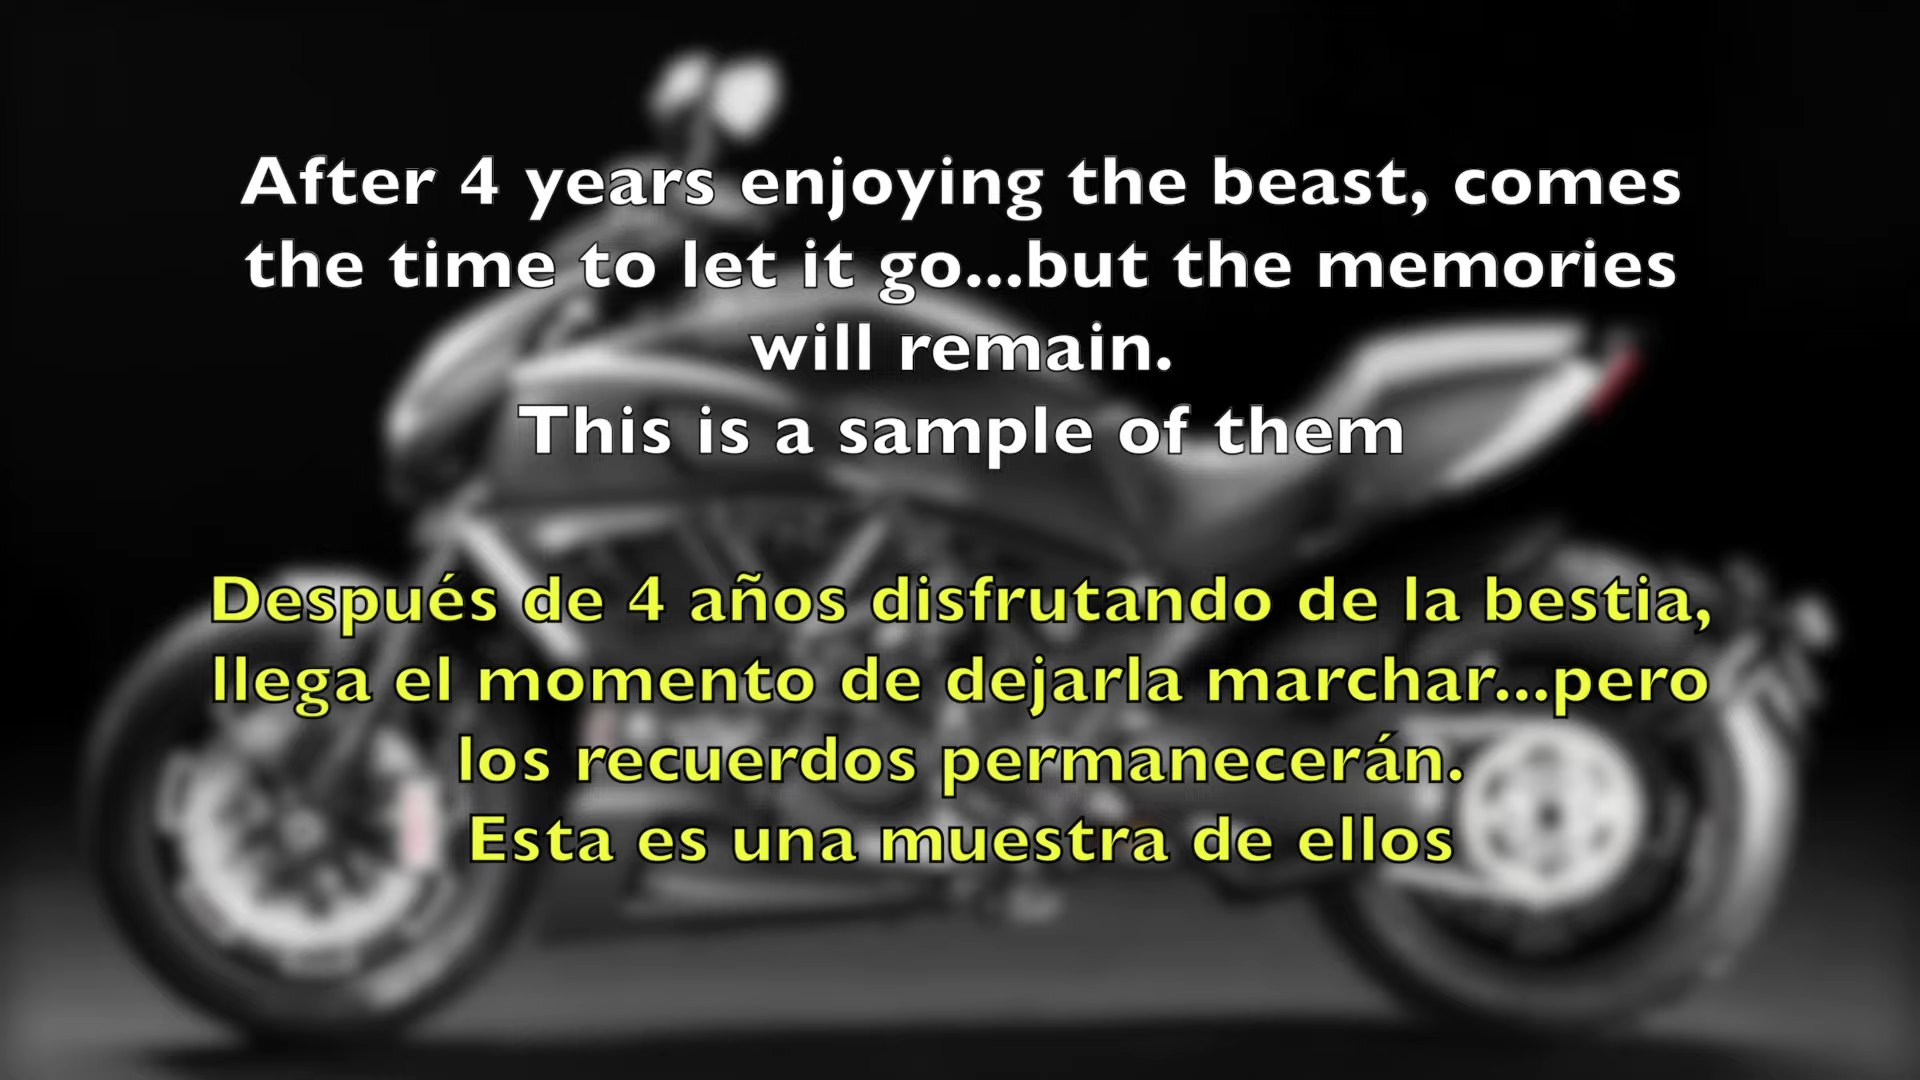 After 4 years enjoying the beast, comes
the time to let it go...but the memories
will remain.
This is a sample of them
Después de 4 años disfrutando de la bestia,
llega el momento de dejarla marchar...pero
los recuerdos permanecerán.
Esta es una muestra de ellos